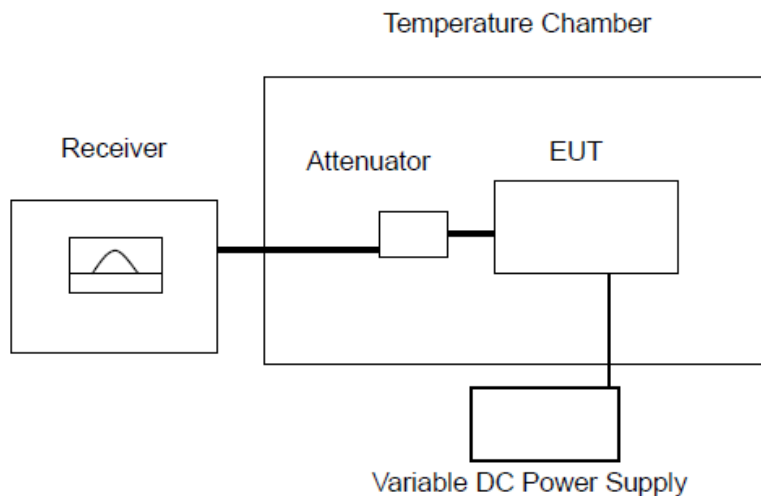 Temperature Chamber
Receiver
Attenuator
EUT
Variable DC Power Supply